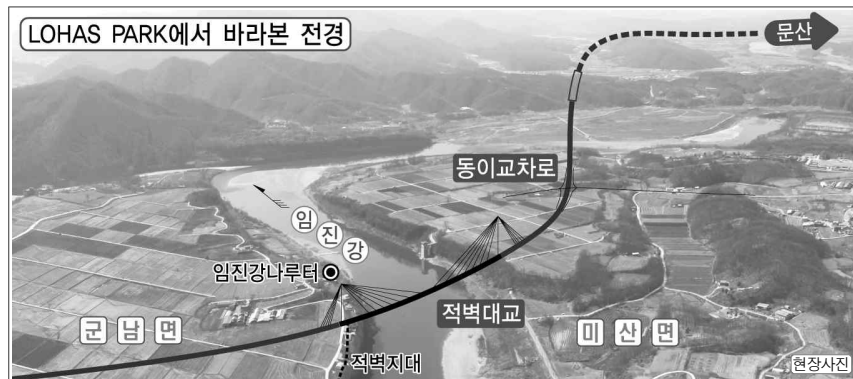 LOHAS PARK에서 바라본 전경
문산
동이교차로
임진강
임진강나루터
적벽대교
군남면
미산면
적벽지대
현장사진